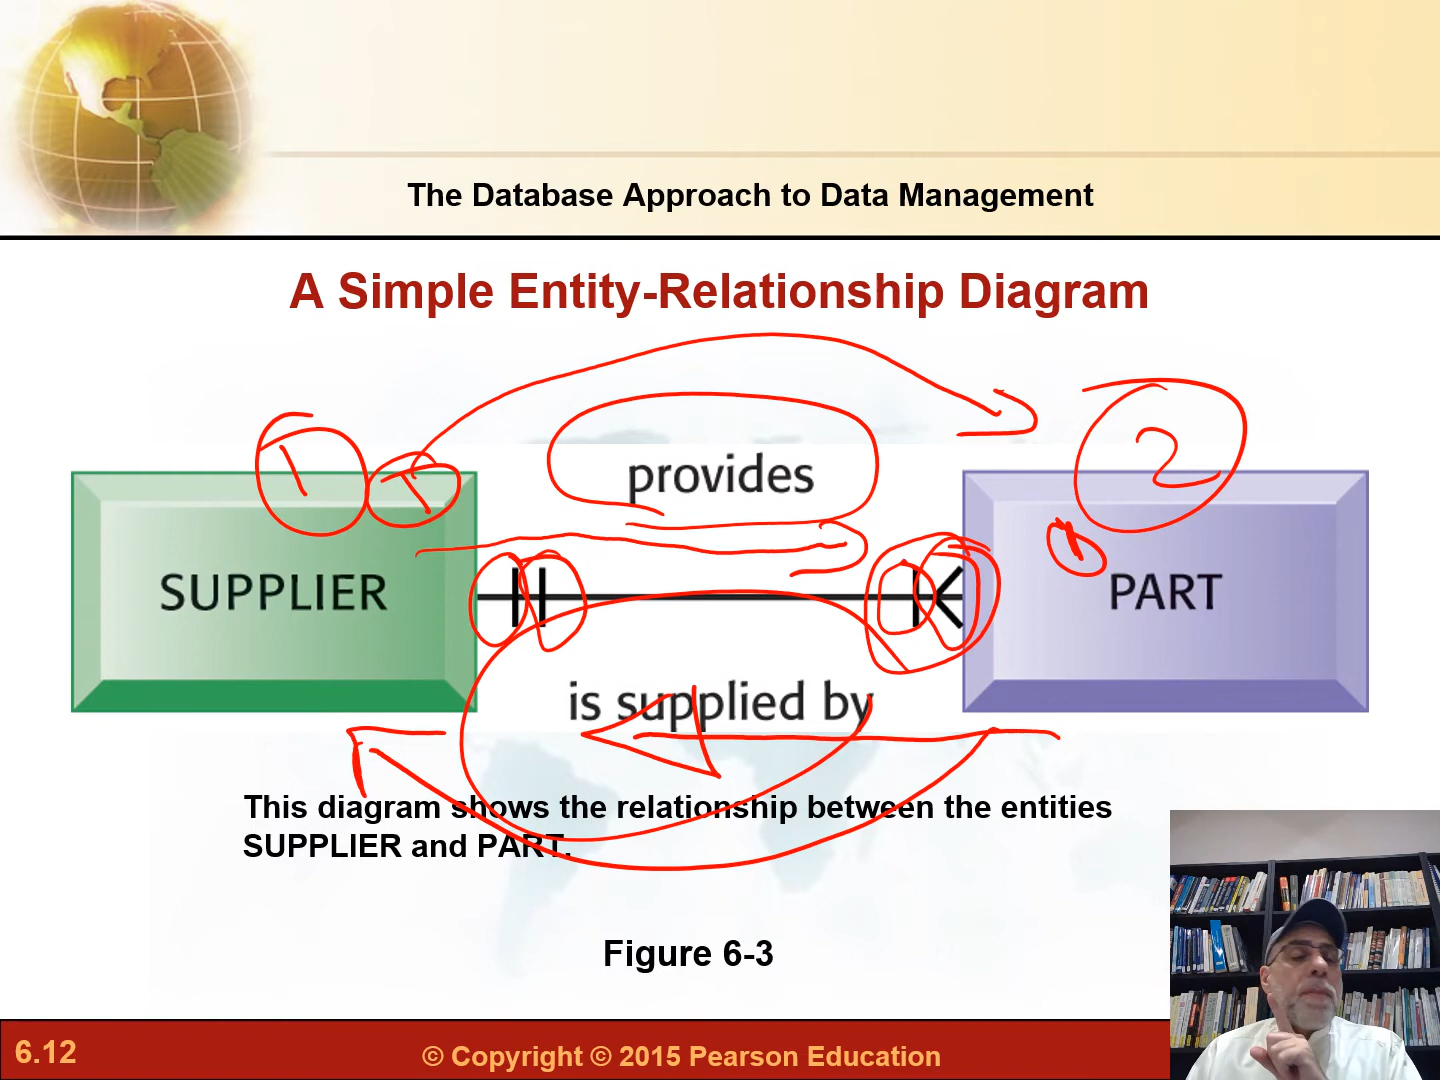 The Database Approach to Data Management
A Simple Entity-Relationship Diagram
1
2
provides
SUPPLIER
PART
is supplied by
This diagram shows the relationship between the entities
SUPPLIER and PART.
Figure 6-3
6.12
© Copyright © 2015 Pearson Education